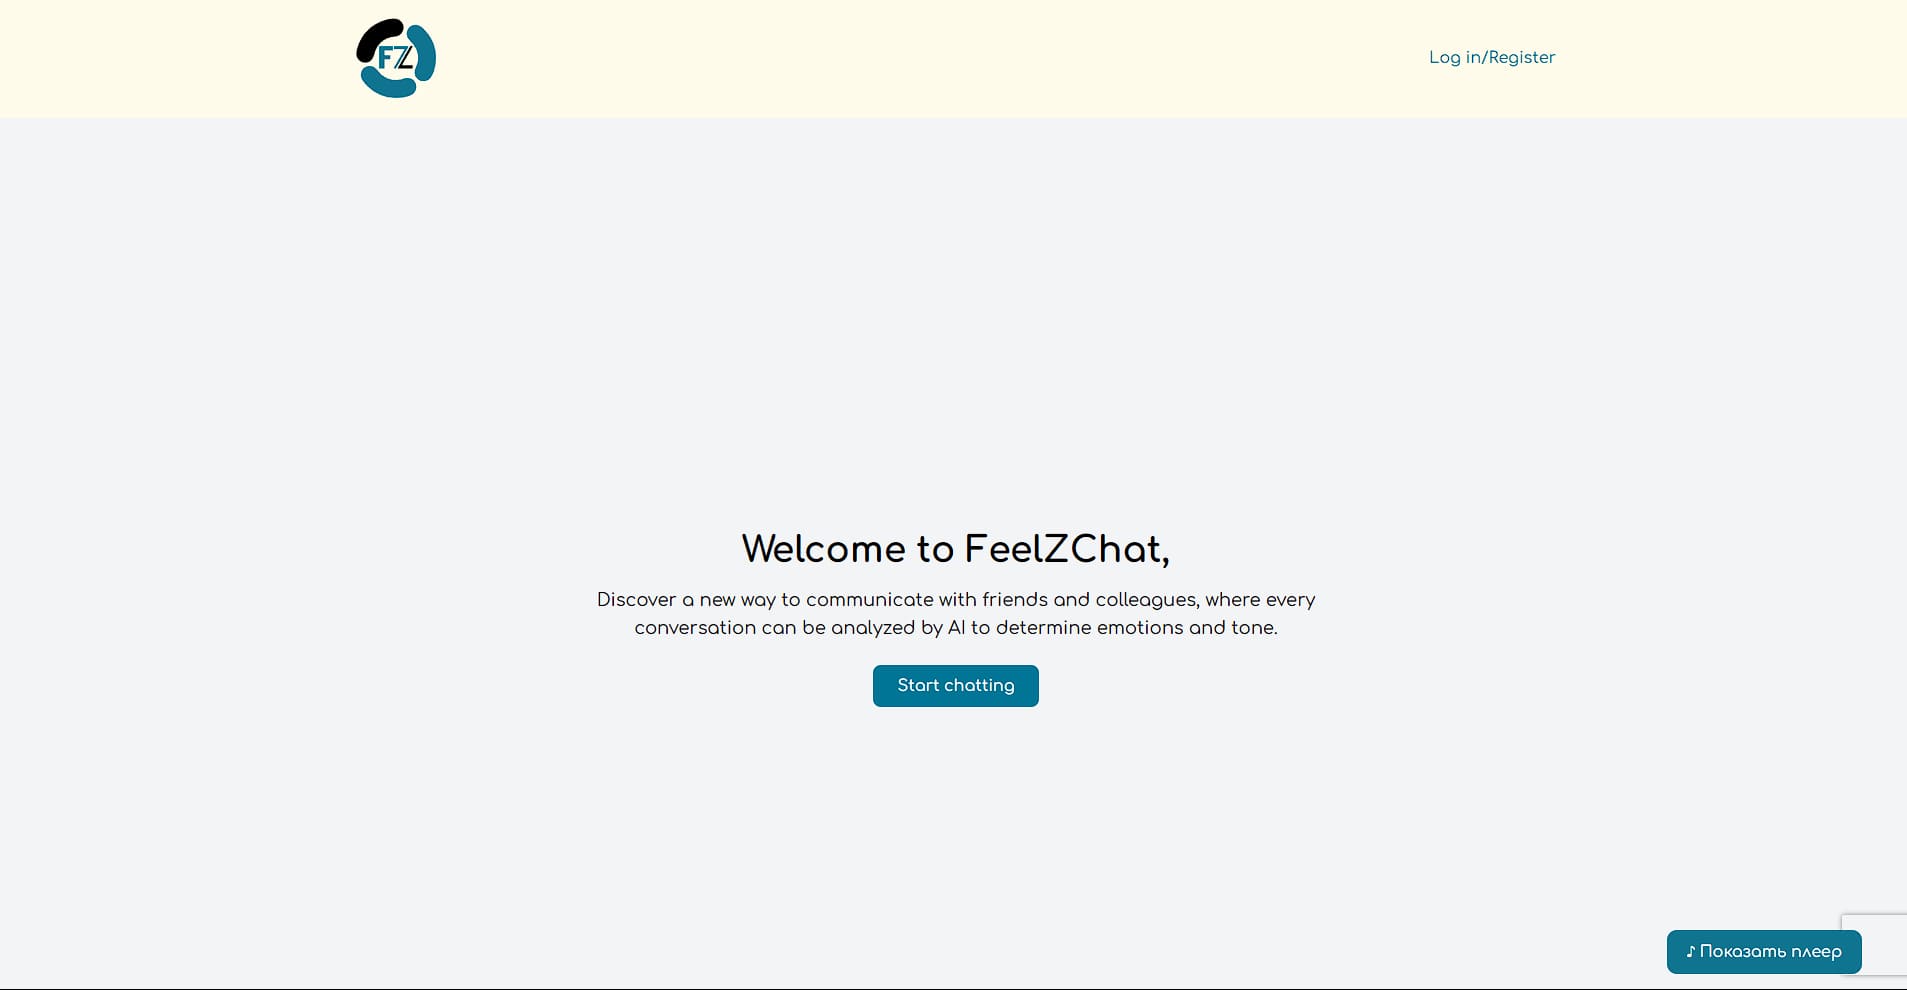 FZ
Log in/Register
Welcome to FeelZChat,
Discover a new way to communicate with friends and colleagues, where every
conversation can be analyzed by AI to determine emotions and tone.
Start chatting
♪ Показать плеер